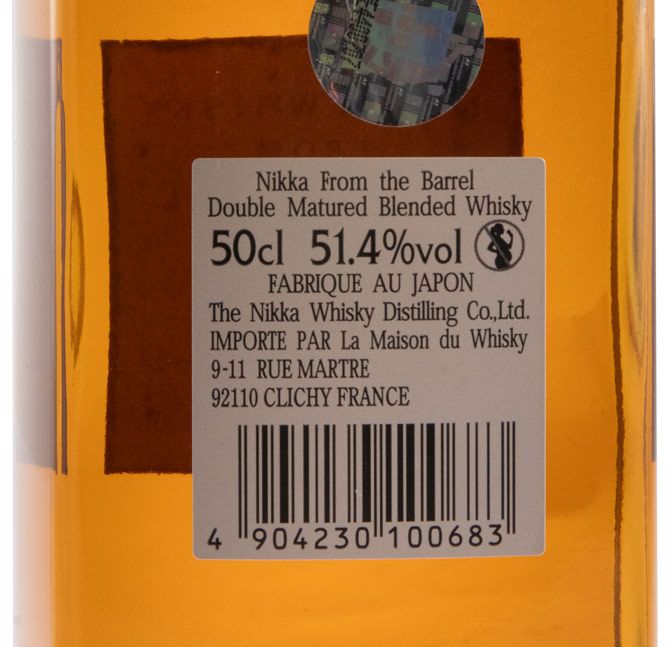 Nikka From the Barrel
Double Matured Blended Whisky
50cl 51.4%vol
FABRIQUE AU JAPON
The Nikka Whisky Distilling Co.,Ltd.
IMPORTE PAR La Maison du Whisky
9-11 RUE MARTRE
92110 CLICHY FRANCE
4 904230 100683